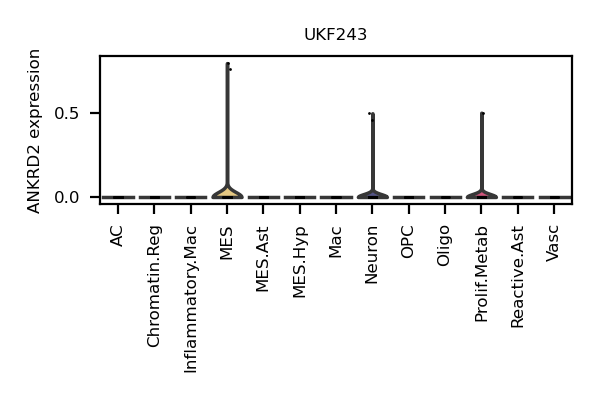 UKF243
ANKRD2 expression
0.5
0.0
AC
Chromatin.Reg
Inflammatory.Mac
MES
MES.Ast
MES.Hyp
Mac
Neuron
OPC
Oligo
Prolif.Metab
Reactive.Ast
Vasc